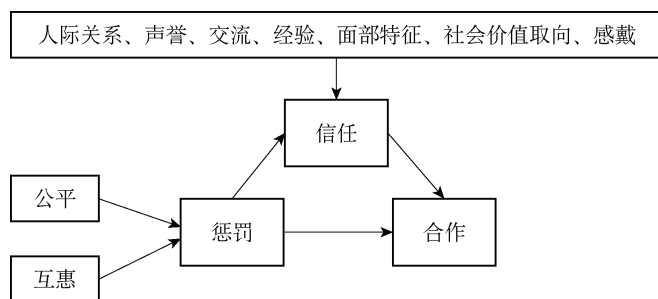 人际关系、声誉、交流、经验、面部特征、社会价值取向、感戴
信任
公平
惩罚
合作
互惠